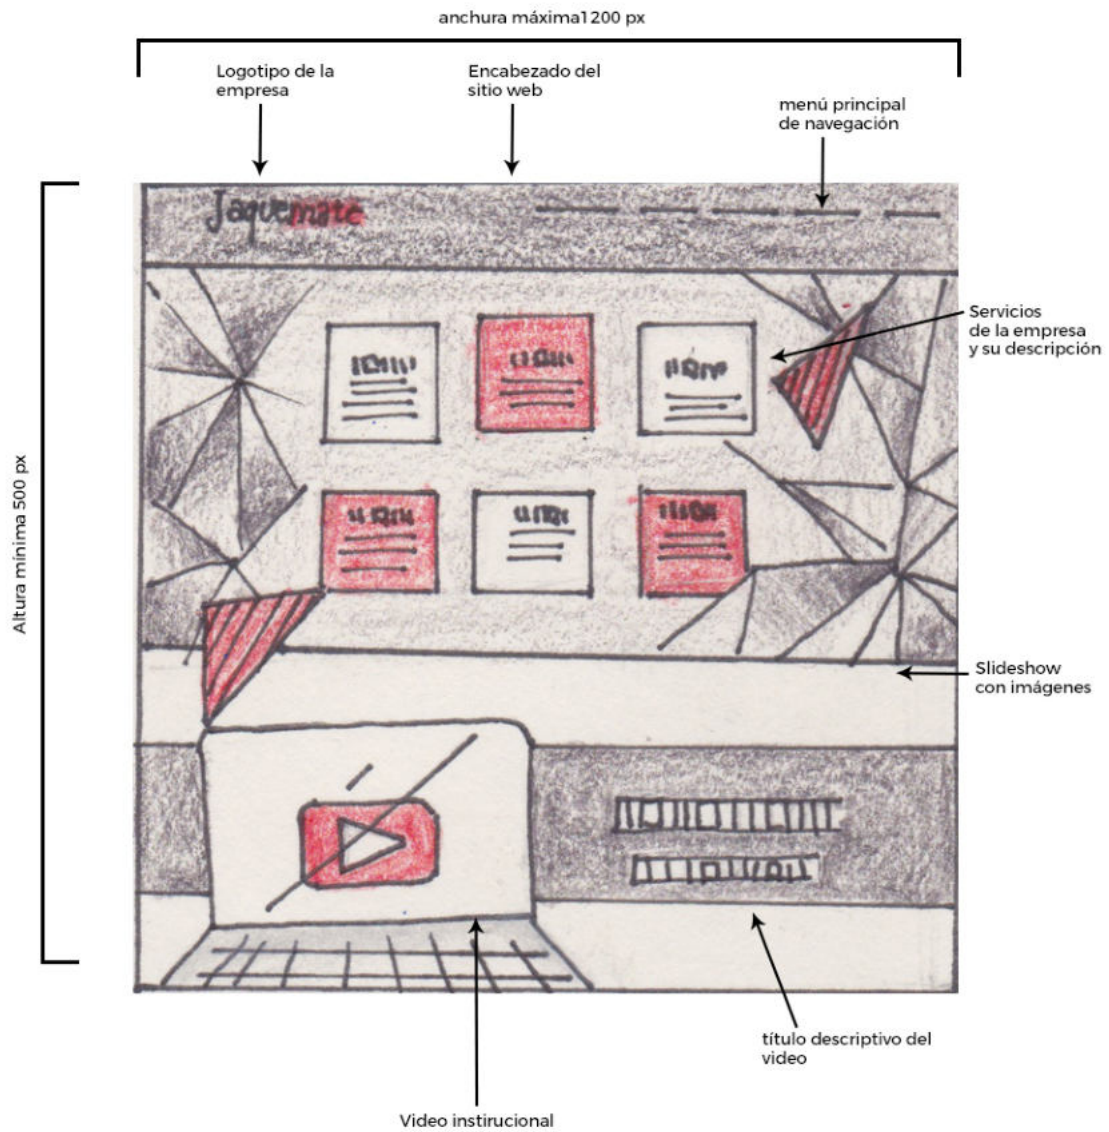 anchura máxima1200 px
Logotipo de la
empresa
Encabezado del
sitio web
menú principal
de navegación
Jaquemate
Servicios
de la empresa
y su descripción
Altura mínima 500 px
Slideshow
con imágenes
título descriptivo del
video
Video instirucional